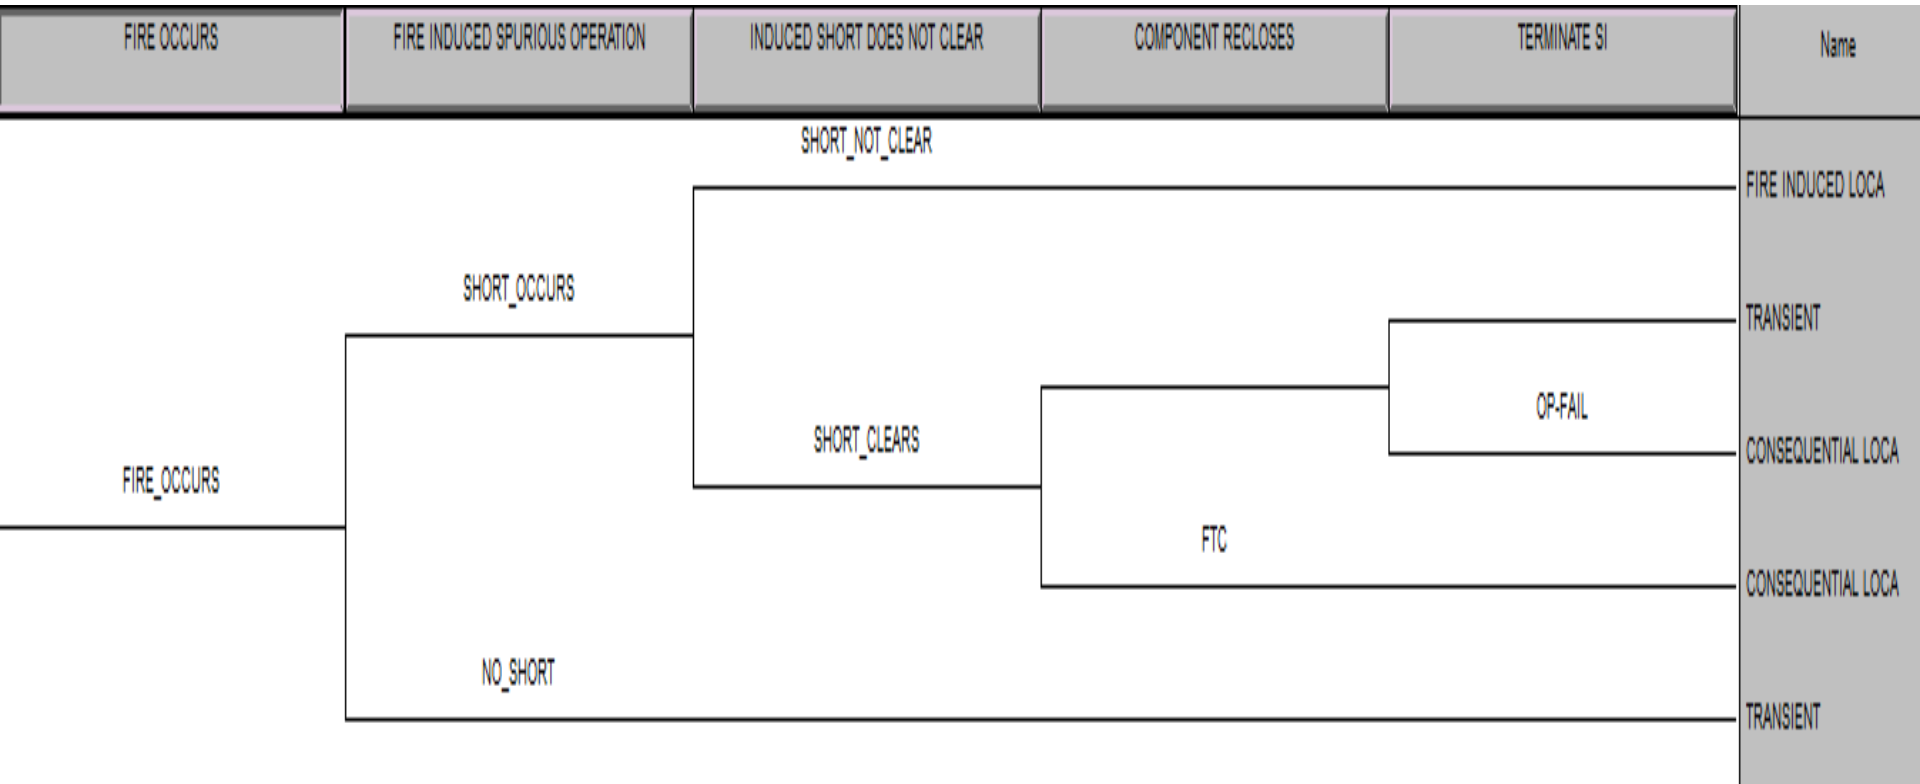 FIRE OCCURS
FIRE INDUCED SPURIOUS OPERATION
INDUCED SHORT DOES NOT CLEAR
COMPONENT RECLOSES
TERMINATE SI
Name
SHORT_NOT_CLEAR
FIRE INDUCED LOCA
SHORT_OCCURS
TRANSIENT
OP-FAIL
SHORT_CLEARS
CONSEQUENTIAL LOCA
FIRE_OCCURS
FTC
CONSEQUENTIAL LOCA
NO_SHORT
TRANSIENT